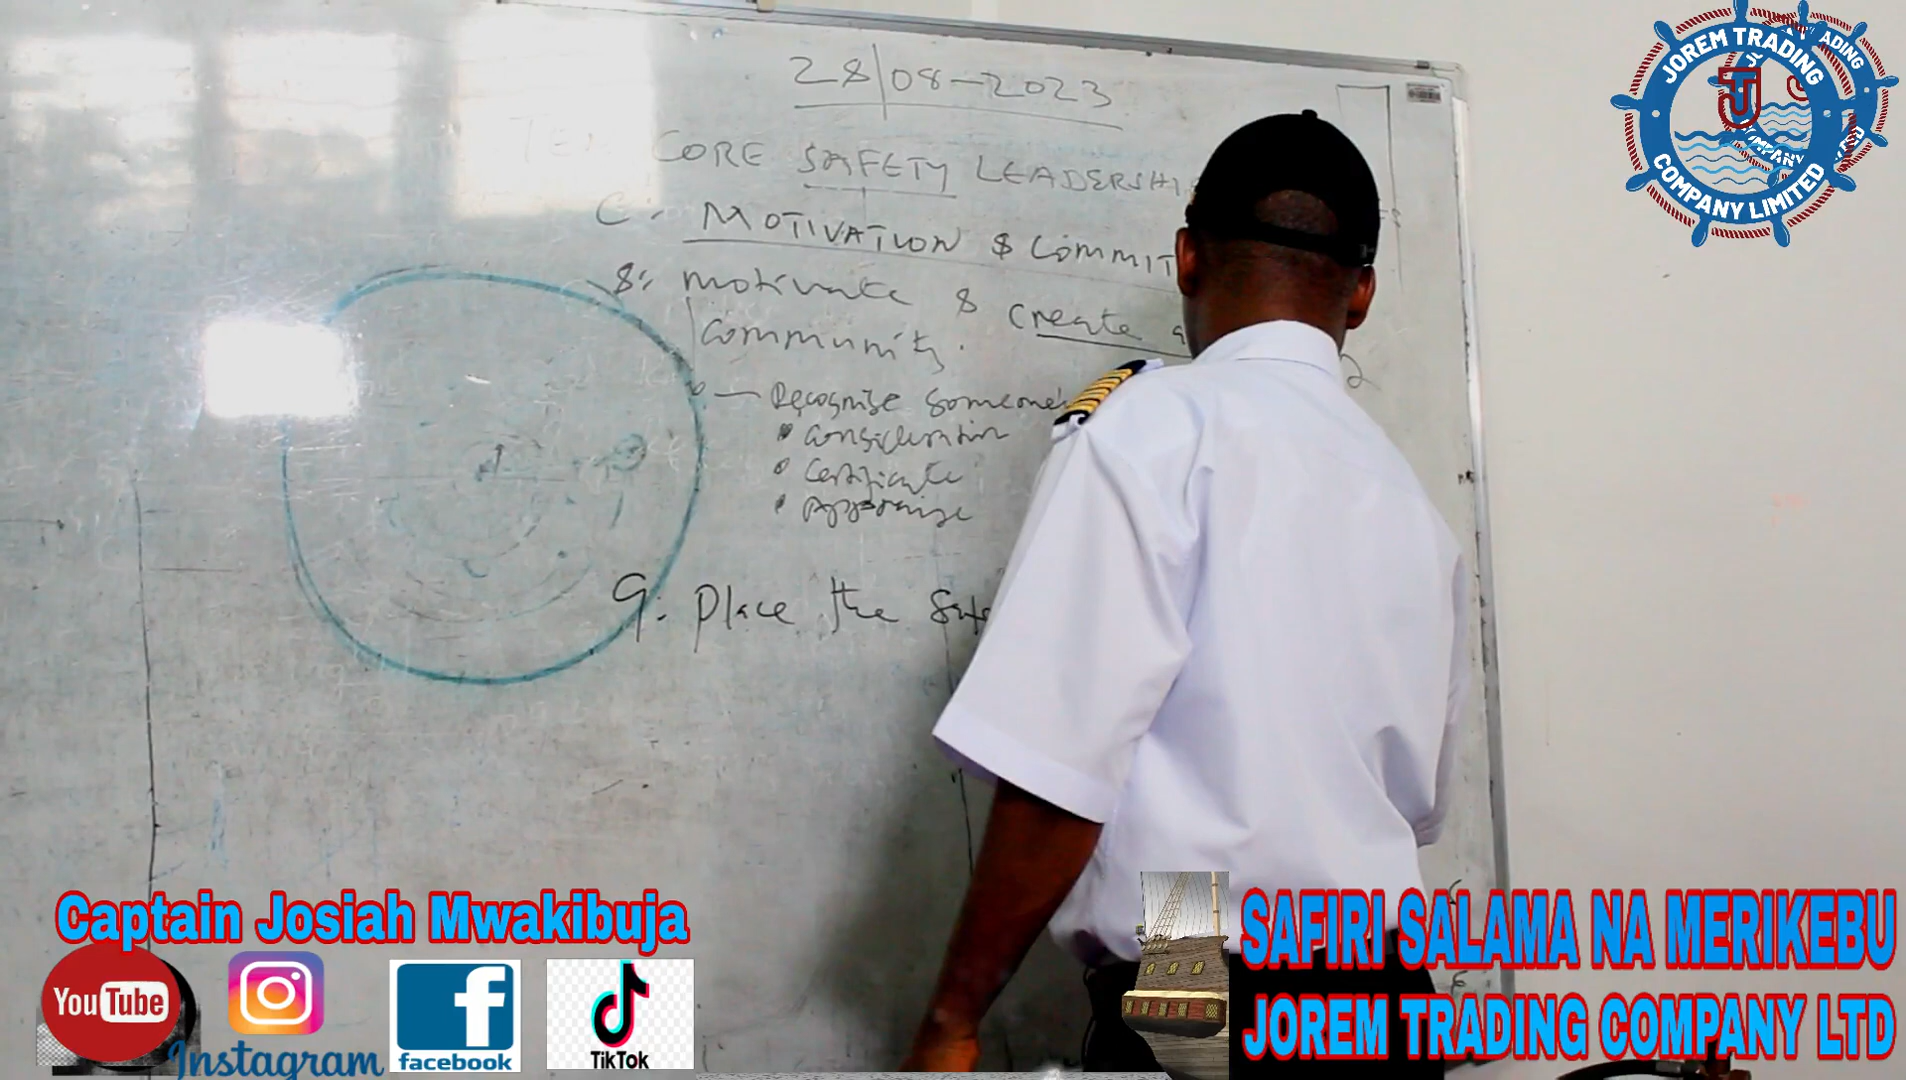 28/08-2023
TEN CORE SAFETY LEADERSHI
C. MOTIVATION & COMMIT
8. motivate & create a
community.
— Recognise someone's
• Consideration
• Certificate
• Appraise
9. Place the Safe
JOREM TRADING
COMPANY LIMITED
Captain Josiah Mwakibuja
YouTube
Instagram
facebook
TikTok
SAFIRI SALAMA NA MERIKEBU
JOREM TRADING COMPANY LTD